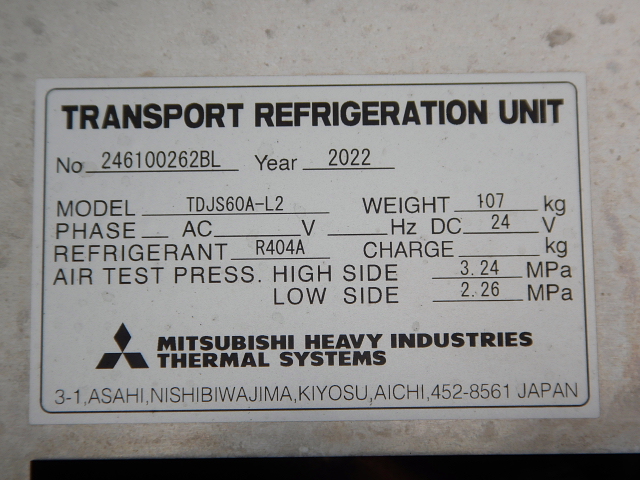 TRANSPORT REFRIGERATION UNIT
No 246100262BL Year 2022
MODEL TDJS60A-L2 WEIGHT 107 kg
PHASE AC V Hz DC 24 V
REFRIGERANT R404A CHARGE kg
AIR TEST PRESS. HIGH SIDE 3.24 MPa
LOW SIDE 2.26 MPa
MITSUBISHI HEAVY INDUSTRIES
THERMAL SYSTEMS
3-1,ASAHI,NISHIBIWAJIMA,KIYOSU,AICHI,452-8561 JAPAN